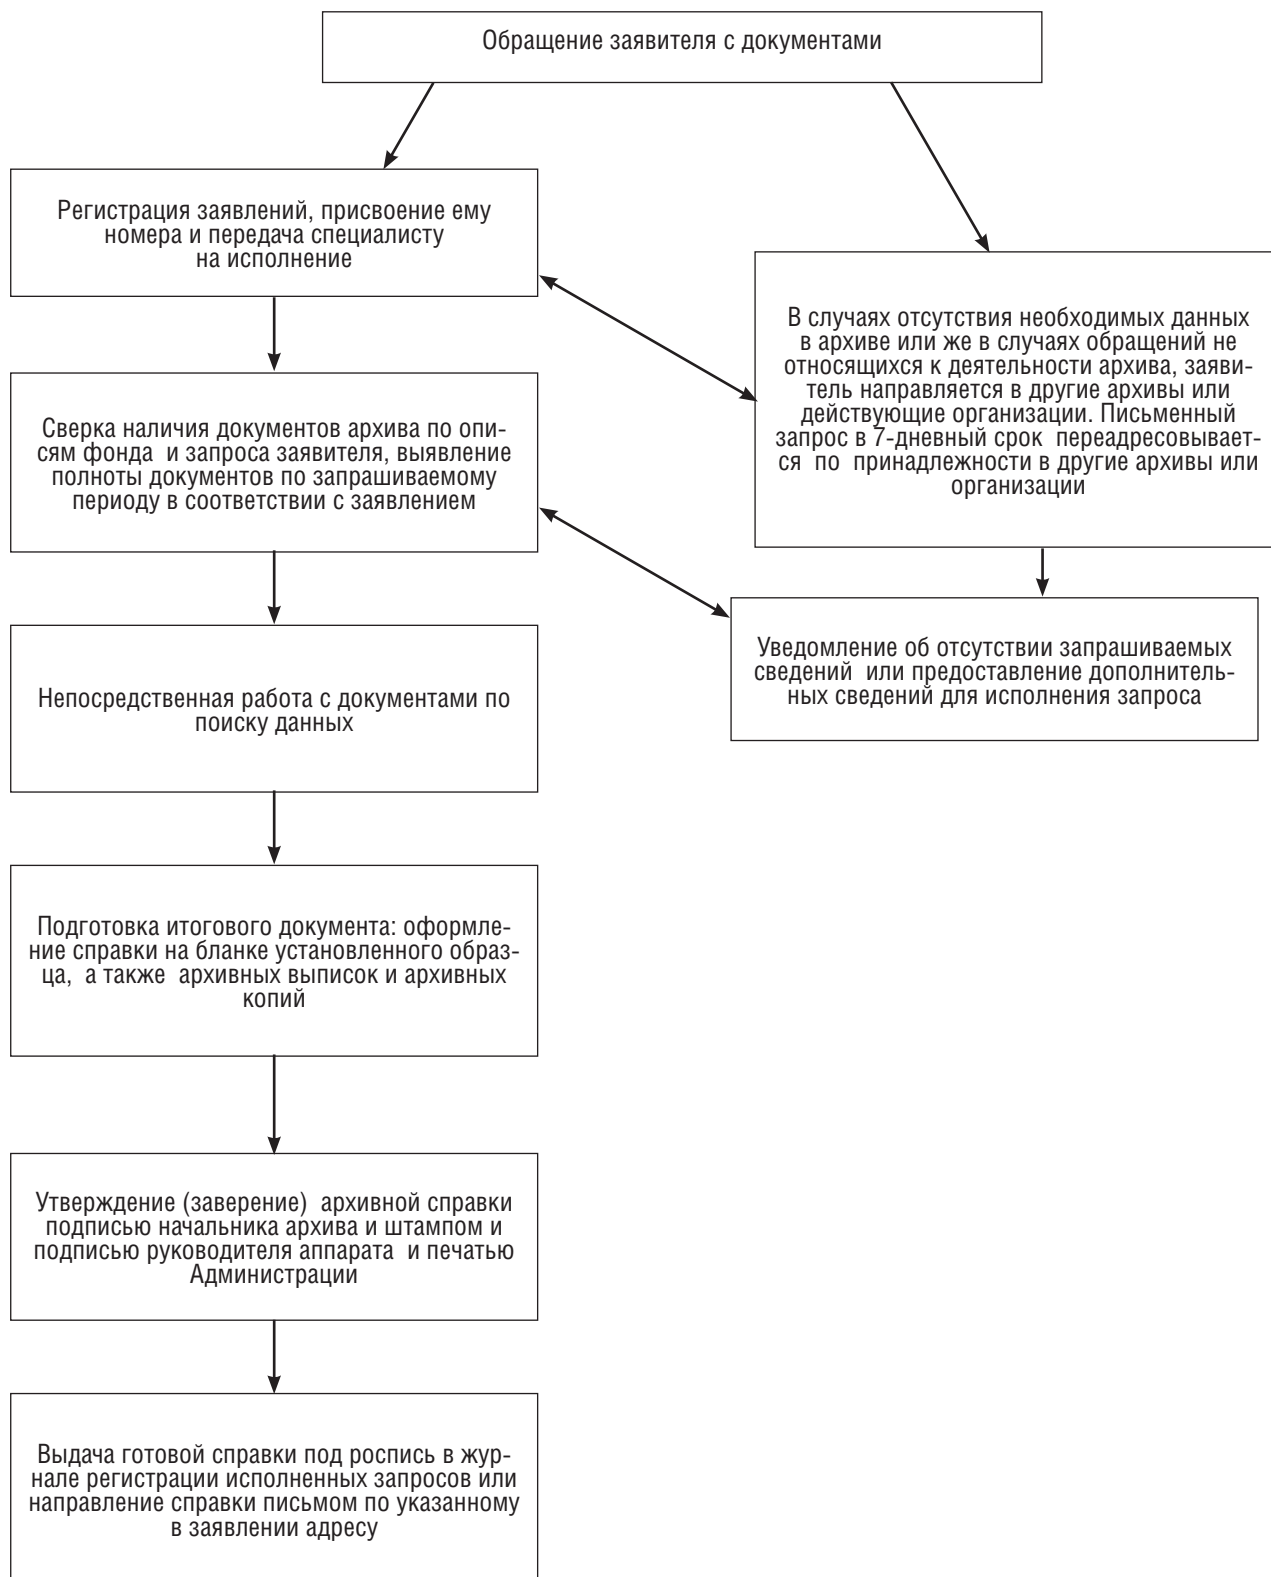 Обращение заявителя с документами
Регистрация заявлений, присвоение ему
номера и передача специалисту
на исполнение
В случаях отсутствия необходимых данных
в архиве или же в случаях обращений не
относящихся к деятельности архива, заяви-
тель направляется в другие архивы или
действующие организации. Письменный
запрос в 7-дневный срок переадресовывает-
ся по принадлежности в другие архивы или
организации
Сверка наличия документов архива по опи-
сям фонда и запроса заявителя, выявление
полноты документов по запрашиваемому
периоду в соответствии с заявлением
Уведомление об отсутствии запрашиваемых
сведений или предоставление дополнитель-
ных сведений для исполнения запроса
Непосредственная работа с документами по
поиску данных
Подготовка итогового документа: оформле-
ние справки на бланке установленного образ-
ца, а также архивных выписок и архивных
копий
Утверждение (заверение) архивной справки
подписью начальника архива и штампом и
подписью руководителя аппарата и печатью
Администрации
Выдача готовой справки под роспись в жур-
нале регистрации исполненных запросов или
направление справки письмом по указанному
в заявлении адресу